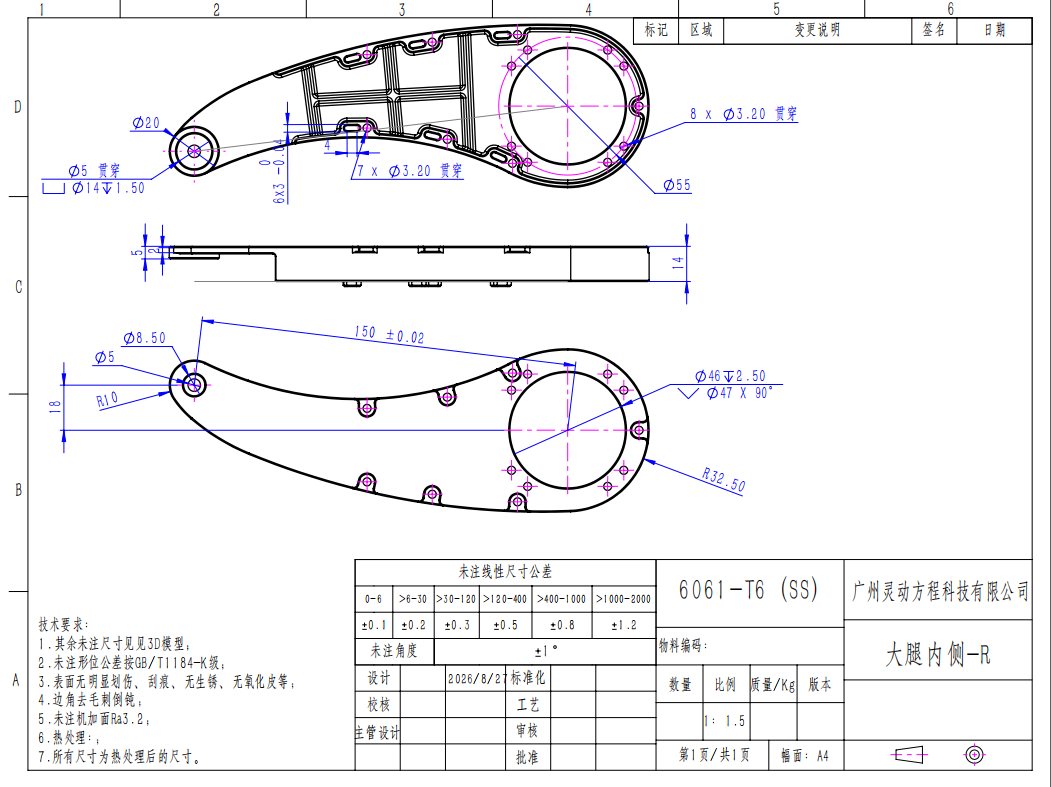 1 2 3 4 5 6
标记 区域 变更说明 签名 日期
D
C
B
A
Ø20
Ø5 贯穿
⌴ Ø14↧1.50
6x3 0 -0.04
4
7 x Ø3.20 贯穿
8 x Ø3.20 贯穿
Ø55
5
2
14
150 ±0.02
Ø8.50
Ø5
R10
18
Ø46↧2.50
⌵ Ø47 X 90°
R32.50
技术要求:
1.其余未注尺寸见见3D模型;
2.未注形位公差按GB/T1184-K级;
3.表面无明显划伤、刮痕、无生锈、无氧化皮等;
4.边角去毛刺倒钝;
5.未注机加面Ra3.2;
6.热处理:;
7.所有尺寸为热处理后的尺寸。
未注线性尺寸公差
0-6 >6-30 >30-120 >120-400 >400-1000 >1000-2000
±0.1 ±0.2 ±0.3 ±0.5 ±0.8 ±1.2
未注角度 ±1°
设计 2026/8/27 标准化
校核 工艺
主管设计 审核
批准
6061-T6 (SS)
物料编码:
数量 比例 质量/Kg 版本
1: 1.5
第1页/共1页 幅面: A4
广州灵动方程科技有限公司
大腿内侧-R